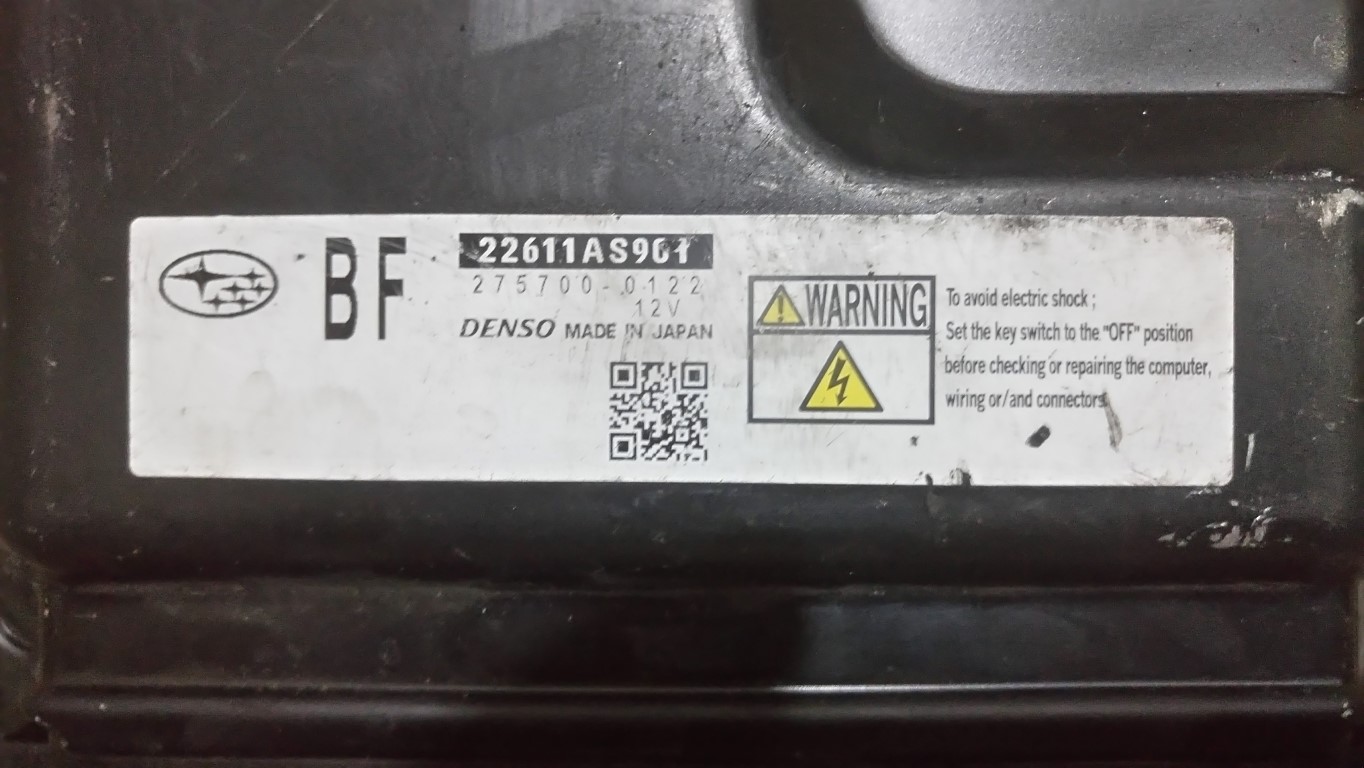 BF
22611AS901
275700-0122
12V
DENSO MADE IN JAPAN
WARNING
To avoid electric shock ;
Set the key switch to the "OFF" position
before checking or repairing the computer,
wiring or/and connectors.